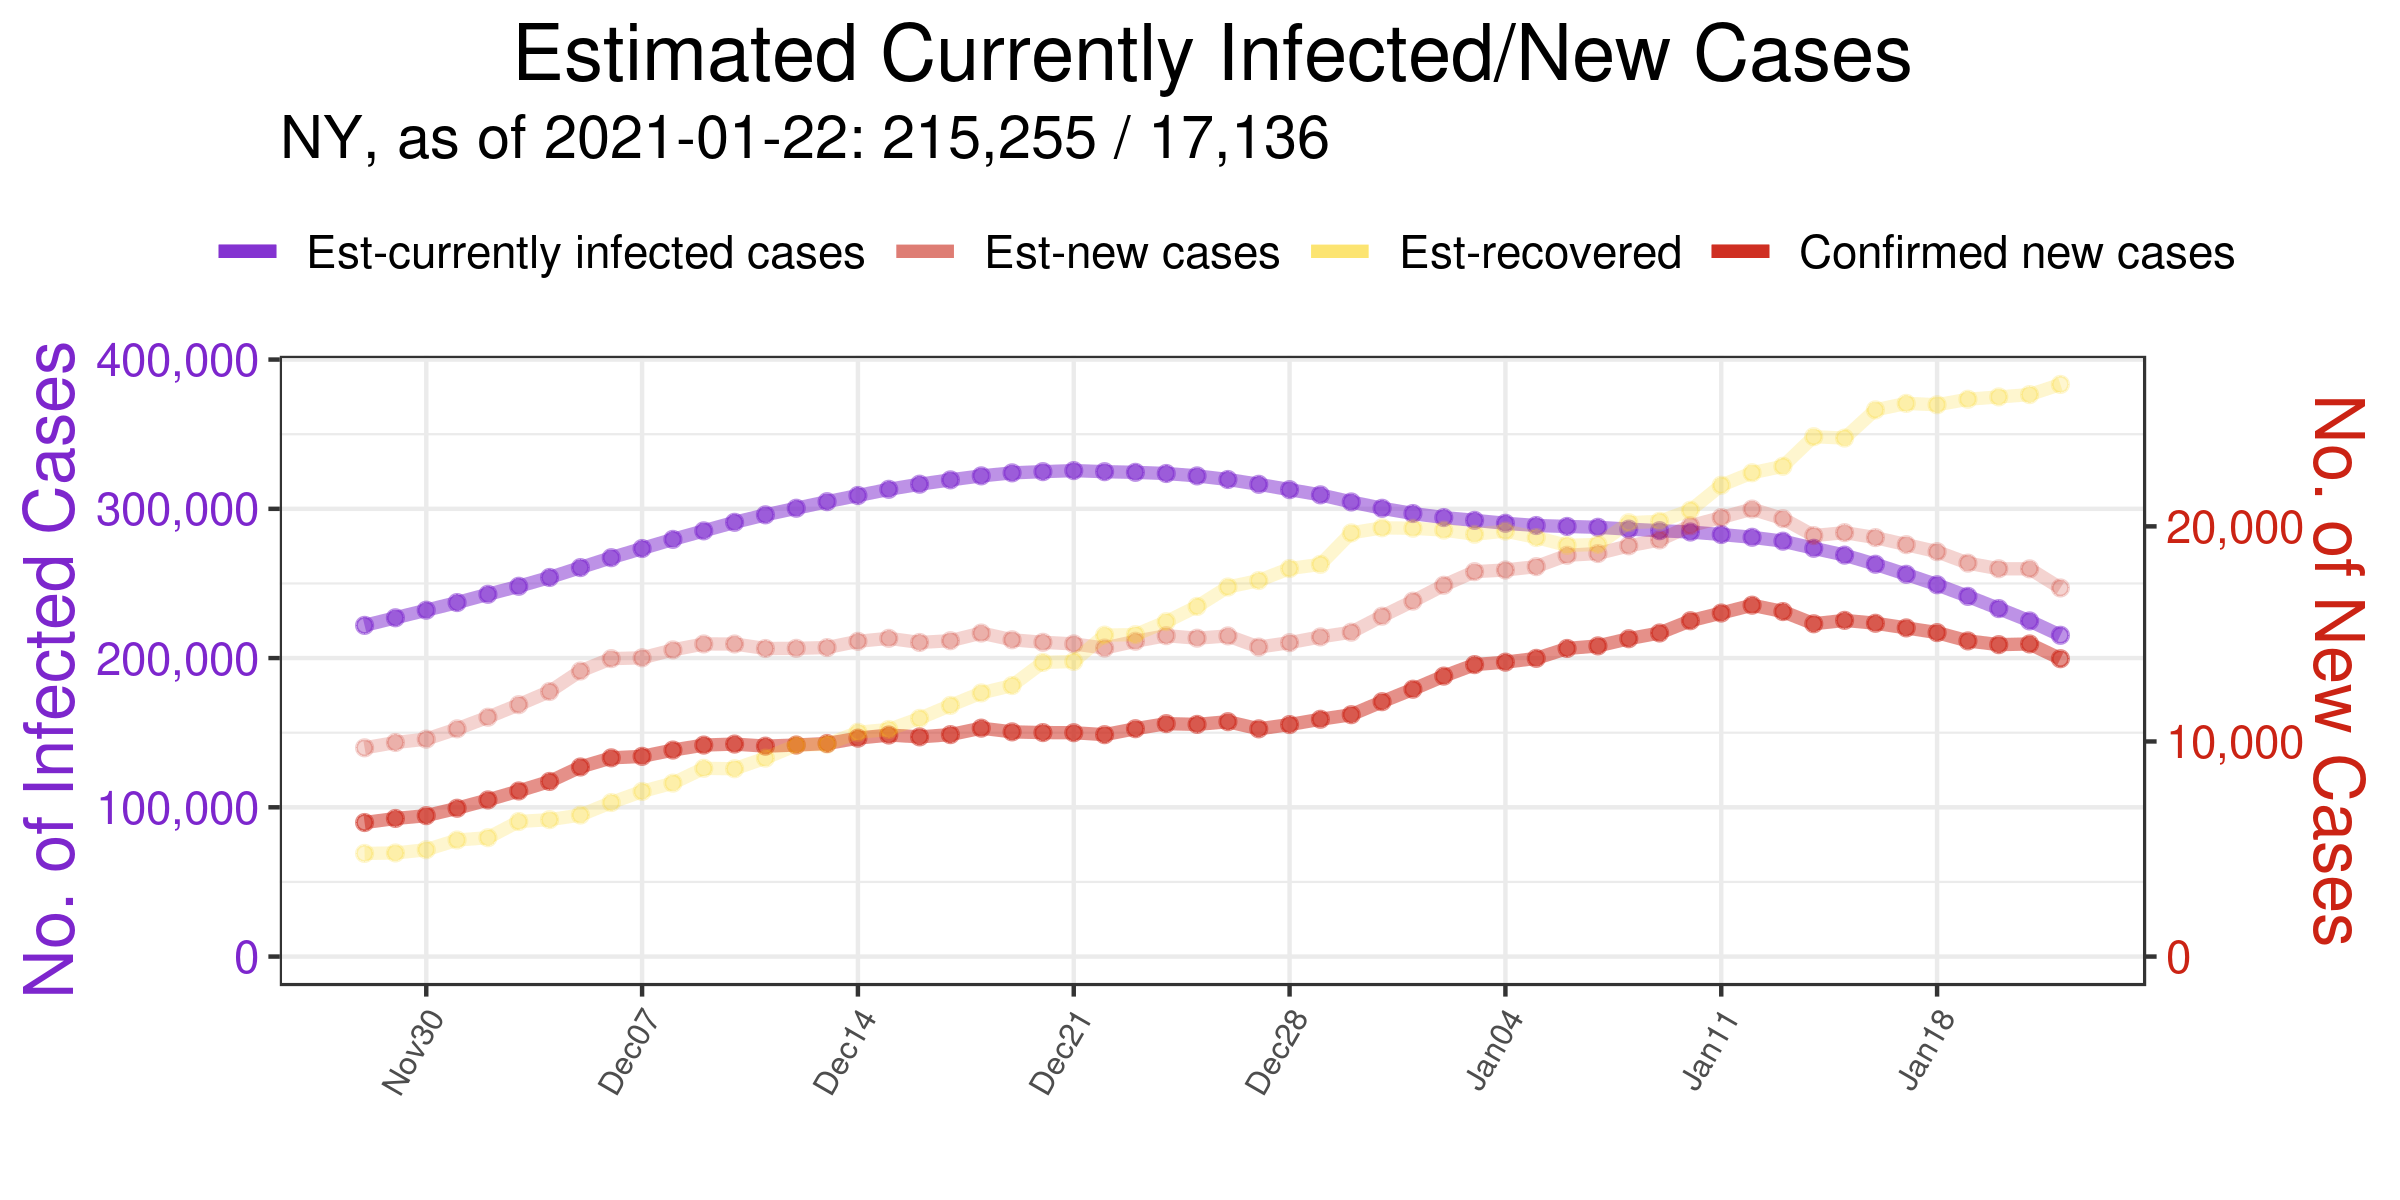 Estimated Currently Infected/New Cases
NY, as of 2021-01-22: 215,255 / 17,136
Est-currently infected cases Est-new cases Est-recovered Confirmed new cases
No. of Infected Cases
400,000
300,000
200,000
100,000
0
20,000
10,000
0
No. of New Cases
Nov30 Dec07 Dec14 Dec21 Dec28 Jan04 Jan11 Jan18